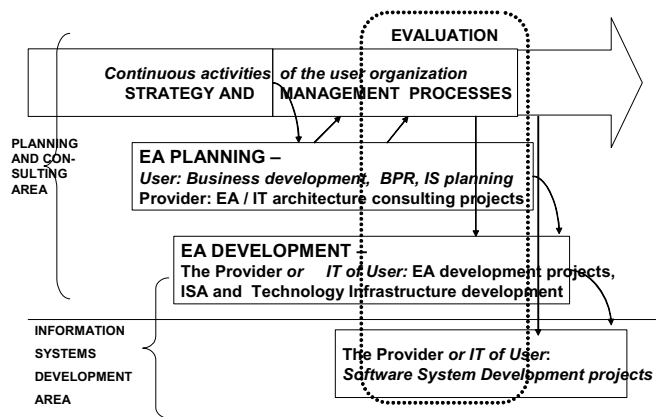 EVALUATION
Continuous activities of the user organization
STRATEGY AND MANAGEMENT PROCESSES
PLANNING
AND CON-
SULTING
AREA
EA PLANNING –
User: Business development, BPR, IS planning
Provider: EA / IT architecture consulting projects
EA DEVELOPMENT –
The Provider or IT of User: EA development projects,
ISA and Technology Infrastructure development
INFORMATION
SYSTEMS
DEVELOPMENT
AREA
The Provider or IT of User:
Software System Development projects